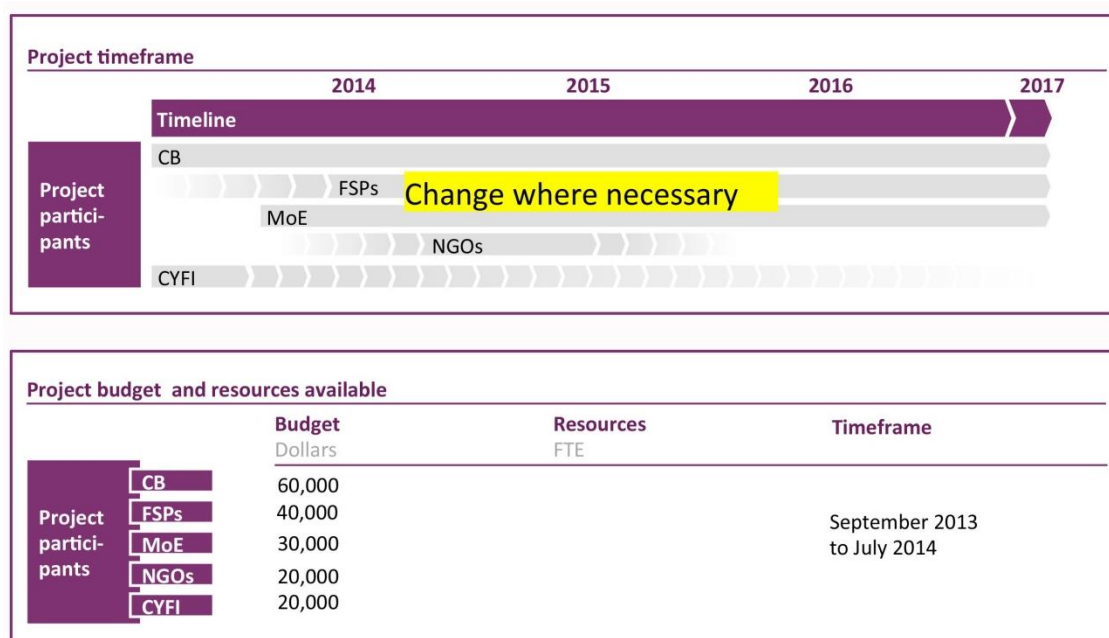 Project timeframe
2014 2015 2016 2017
Timeline
Project
partici-
pants
CB
FSPs
Change where necessary
MoE
NGOs
CYFI
Project budget and resources available
Budget Resources Timeframe
Dollars FTE
Project
partici-
pants
CB 60,000
FSPs 40,000
MoE 30,000
NGOs 20,000
CYFI 20,000
September 2013
to July 2014